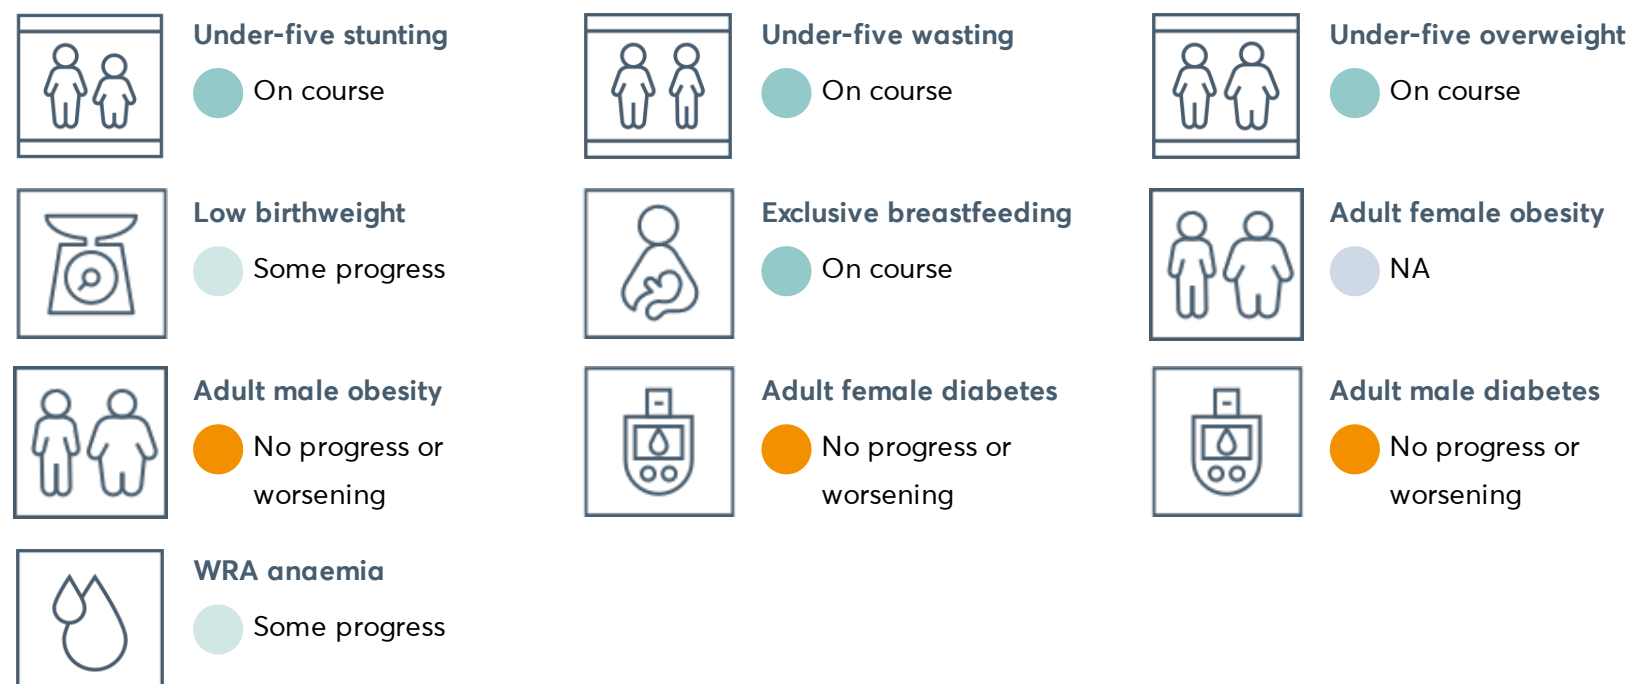 Under-five stunting
On course
Under-five wasting
On course
Under-five overweight
On course
Low birthweight
Some progress
Exclusive breastfeeding
On course
Adult female obesity
NA
Adult male obesity
No progress or
worsening
Adult female diabetes
No progress or
worsening
Adult male diabetes
No progress or
worsening
WRA anaemia
Some progress